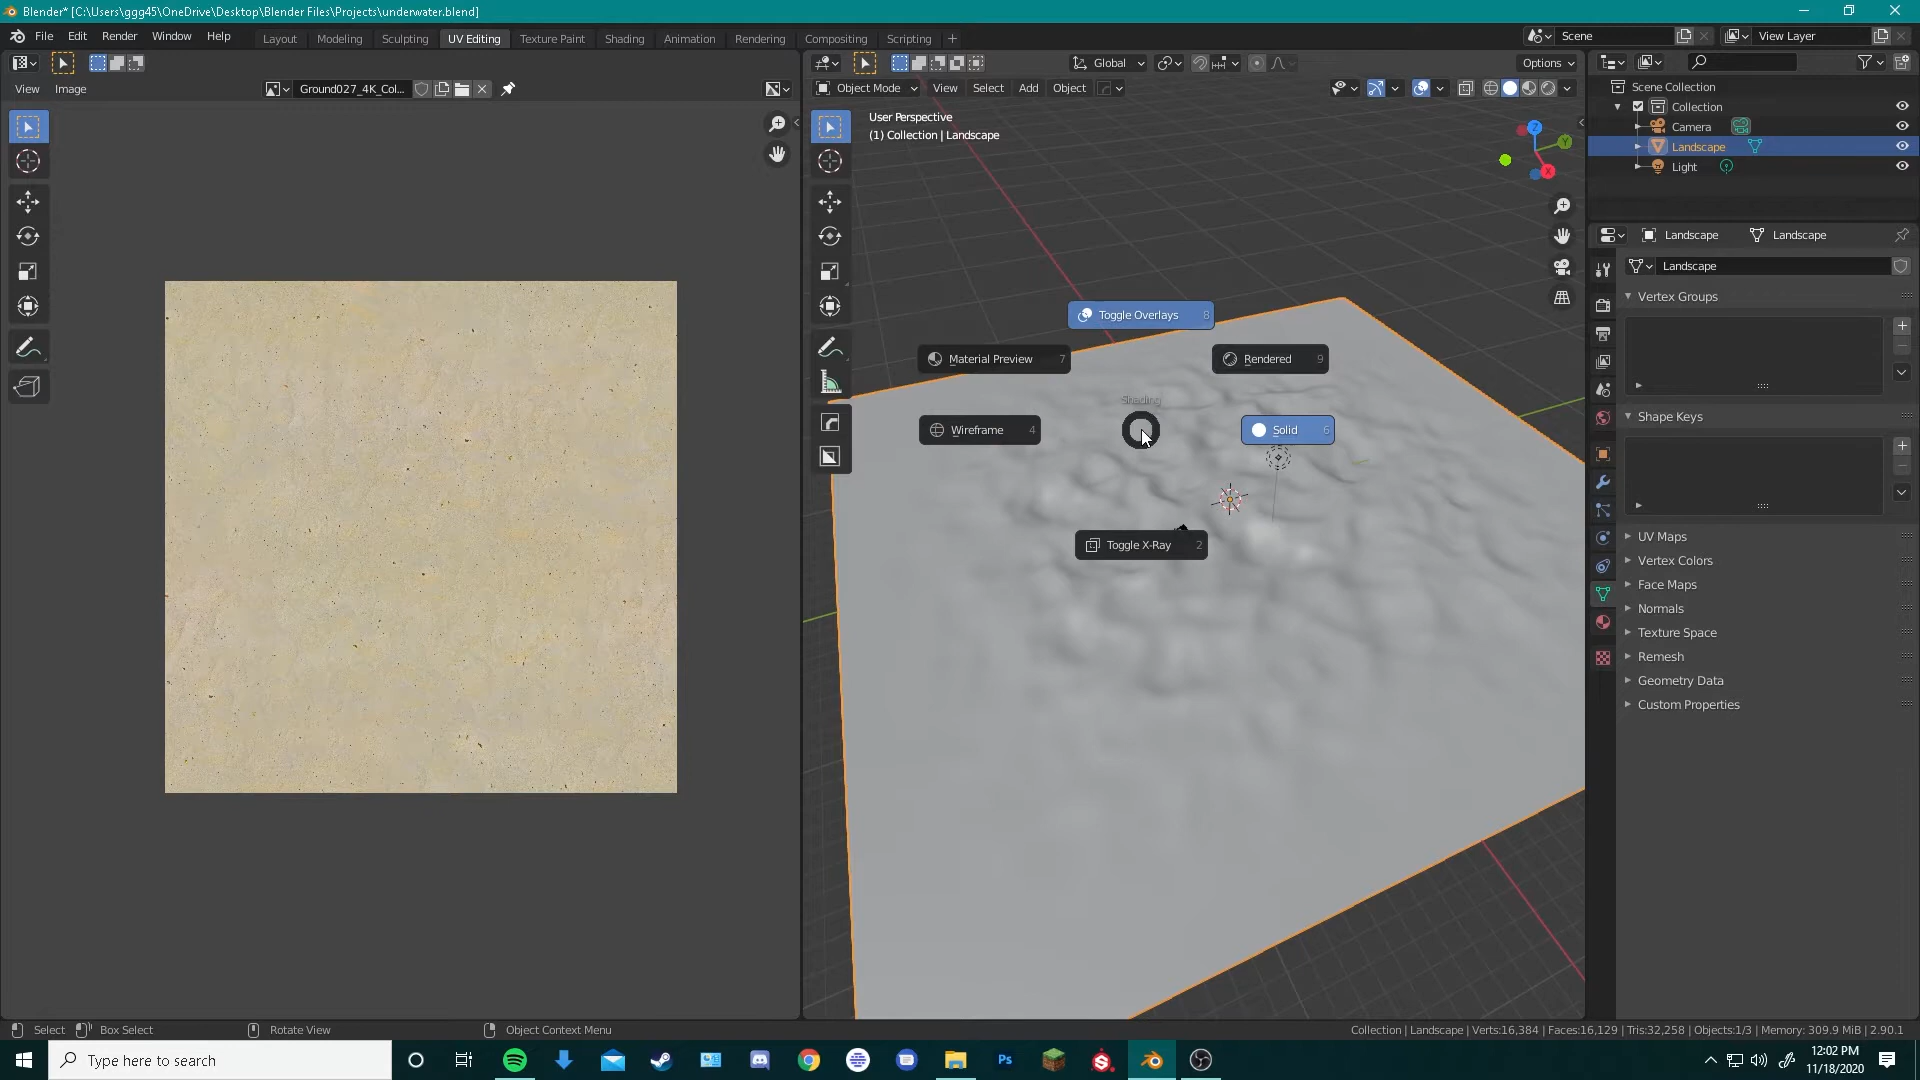 Blender* [C:\Users\ggg45\OneDrive\Desktop\Blender Files\Projects\underwater.blend]
File Edit Render Window Help Layout Modeling Sculpting UV Editing Texture Paint Shading Animation Rendering Compositing Scripting + Scene View Layer
Global Options
View Image Ground027_4K_Col... Object Mode View Select Add Object
Scene Collection
Collection
Camera
Landscape
Light
User Perspective
(1) Collection | Landscape
Z
Y
X
Landscape Landscape
Landscape
Vertex Groups
Shape Keys
UV Maps
Vertex Colors
Face Maps
Normals
Texture Space
Remesh
Geometry Data
Custom Properties
Toggle Overlays 8
Material Preview 7
Rendered 9
Shading
Wireframe 4
Solid 6
Toggle X-Ray 2
Select Box Select Rotate View Object Context Menu Collection | Landscape | Verts:16,384 | Faces:16,129 | Tris:32,258 | Objects:1/3 | Memory: 309.9 MiB | 2.90.1
Type here to search
Ps
12:02 PM
11/18/2020